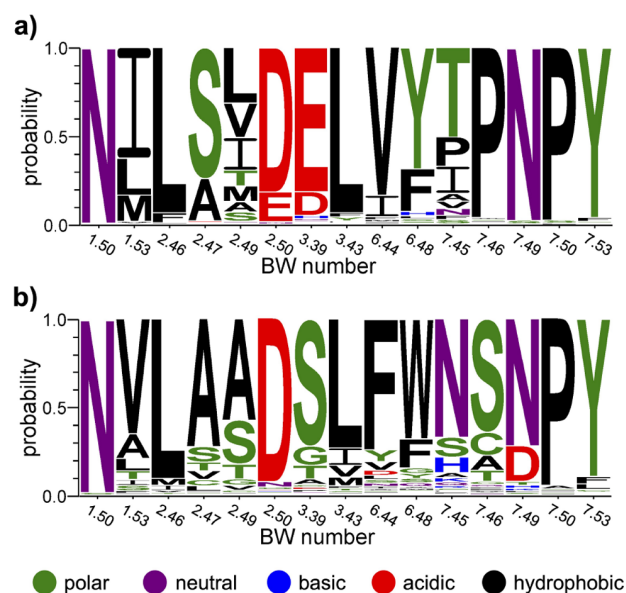 a)
1.0
0.5
0.0
probability
N I L M L F S A L V I T M A S D E E D L V I Y F T P I A V N P N P Y
1.50 1.53 2.46 2.47 2.49 2.50 3.39 3.43 6.44 6.48 7.45 7.46 7.49 7.50 7.53
BW number
b)
1.0
0.5
0.0
probability
N V A L T L M A S T V C A S T G V D N S G T A L I V M F Y V W F N S H S C A T N D P Y F
1.50 1.53 2.46 2.47 2.49 2.50 3.39 3.43 6.44 6.48 7.45 7.46 7.49 7.50 7.53
BW number
polar neutral basic acidic hydrophobic